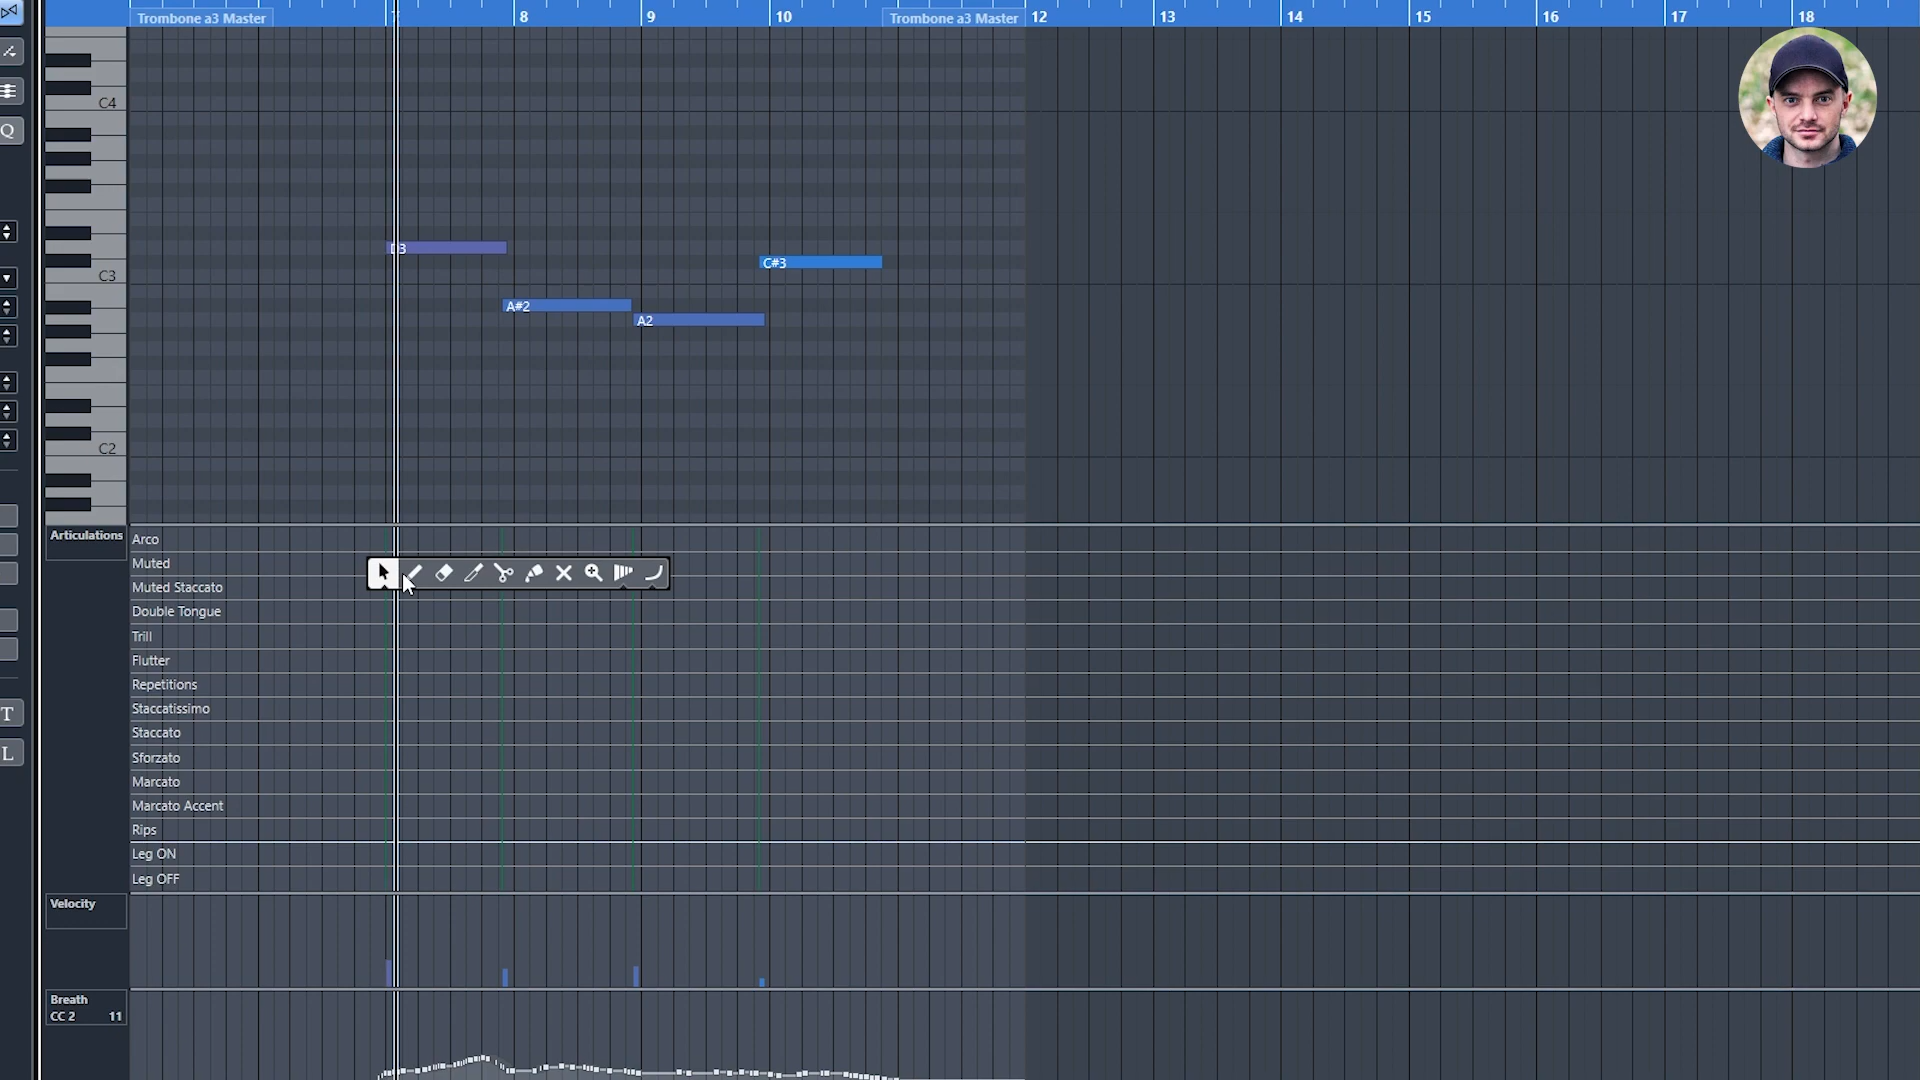 Trombone a3 Master 7 8 9 10 Trombone a3 Master 12 13 14 15 16 17 18
Q
C4
D3
C#3
C3
A#2
A2
C2
Articulations
Arco
Muted
Muted Staccato
Double Tongue
Trill
Flutter
Repetitions
Staccatissimo
T
Staccato
L
Sforzato
Marcato
Marcato Accent
Rips
Leg ON
Leg OFF
Velocity
Breath
CC 2 11